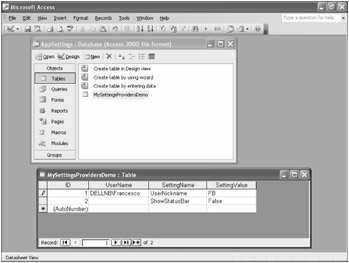 Microsoft Access
File Edit View Insert Format Records Tools Window Help Type a question for help
AppSettings : Database (Access 2000 file format)
Open Design New
Objects
Tables
Queries
Forms
Reports
Pages
Macros
Modules
Groups
Create table in Design view
Create table by using wizard
Create table by entering data
MySettingsProvidersDemo
MySettingsProvidersDemo : Table
ID UserName SettingName SettingValue
1 DELLNB\Francesco UserNickname FB
2 ShowStatusBar False
(AutoNumber)
Record: 1 of 2
Datasheet View